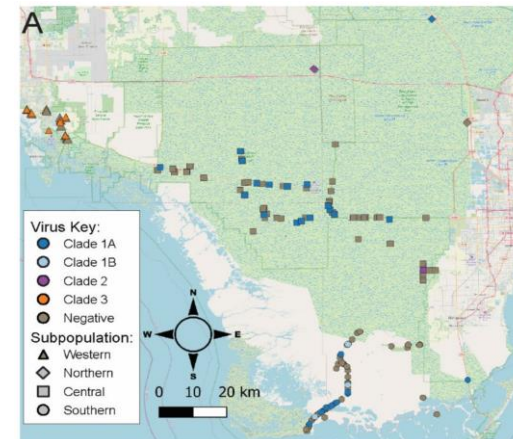 A
Virus Key:
Clade 1A
Clade 1B
Clade 2
Clade 3
Negative
Subpopulation:
Western
Northern
Central
Southern
N
W E
S
0 10 20 km